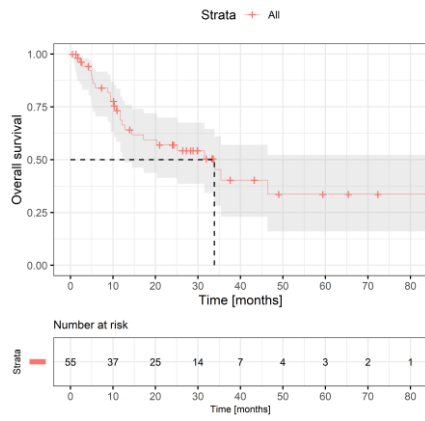 Strata All
Overall survival
1.00
0.75
0.50
0.25
0.00
0 10 20 30 40 50 60 70 80
Time [months]
Number at risk
Strata
55 37 25 14 7 4 3 2 1
0 10 20 30 40 50 60 70 80
Time [months]